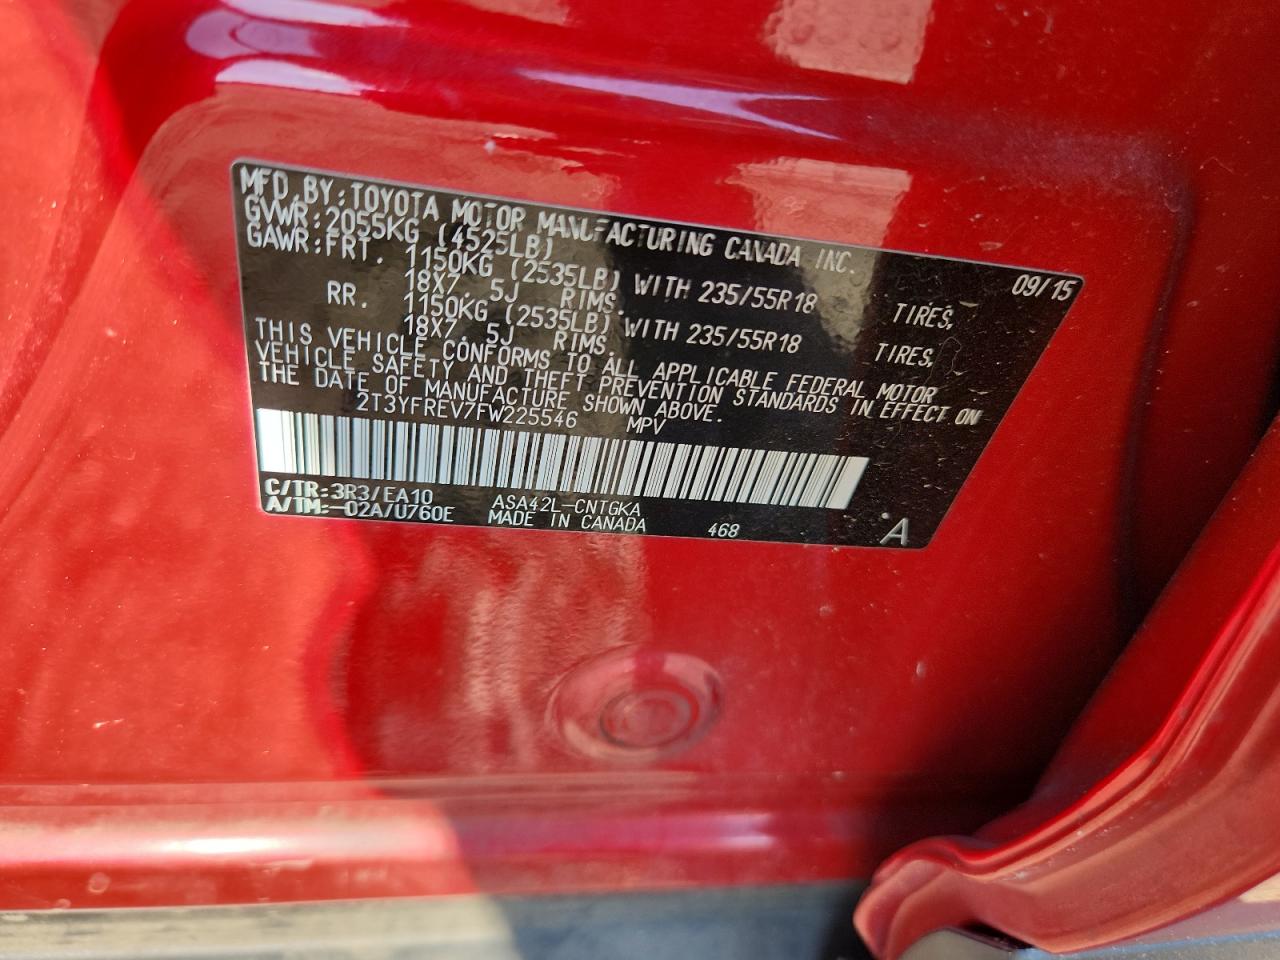 MFD. BY: TOYOTA MOTOR MANUFACTURING CANADA INC. 09/15
GVWR: 2055KG (4525LB)
GAWR: FRT. 1150KG (2535LB) WITH 235/55R18 TIRES,
18X7. 5J RIMS.
RR. 1150KG (2535LB) WITH 235/55R18 TIRES,
18X7. 5J RIMS.
THIS VEHICLE CONFORMS TO ALL APPLICABLE FEDERAL MOTOR
VEHICLE SAFETY AND THEFT PREVENTION STANDARDS IN EFFECT ON
THE DATE OF MANUFACTURE SHOWN ABOVE.
2T3YFREV7FW225546 MPV
C/TR: 3R3/EA10 ASA42L-CNTGKA
A/TM: -02A/U760E MADE IN CANADA 468 A